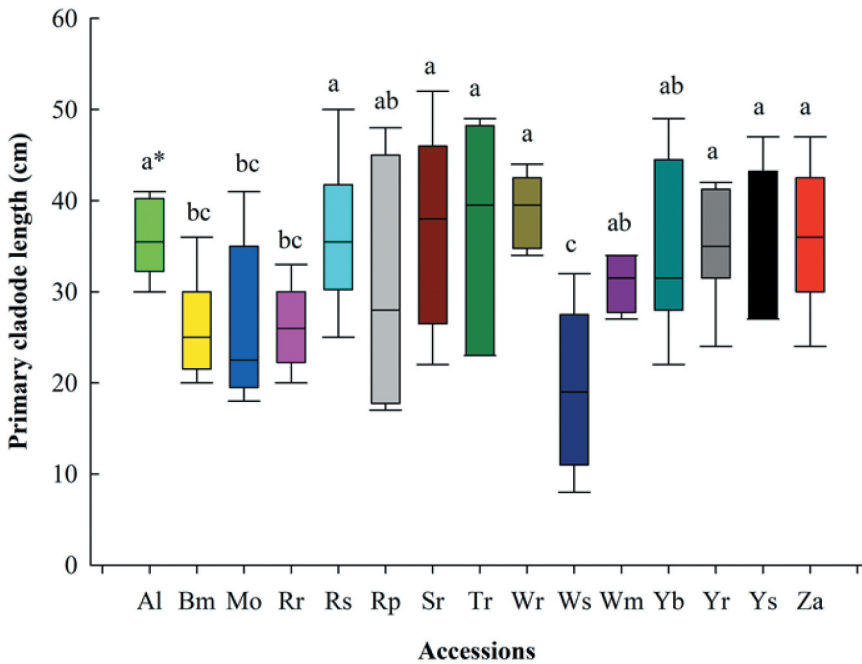 Primary cladode length (cm)
60
50
40
30
20
10
0
a*
bc
bc
bc
a
ab
a
a
a
c
ab
ab
a
a
a
Al Bm Mo Rr Rs Rp Sr Tr Wr Ws Wm Yb Yr Ys Za
Accessions